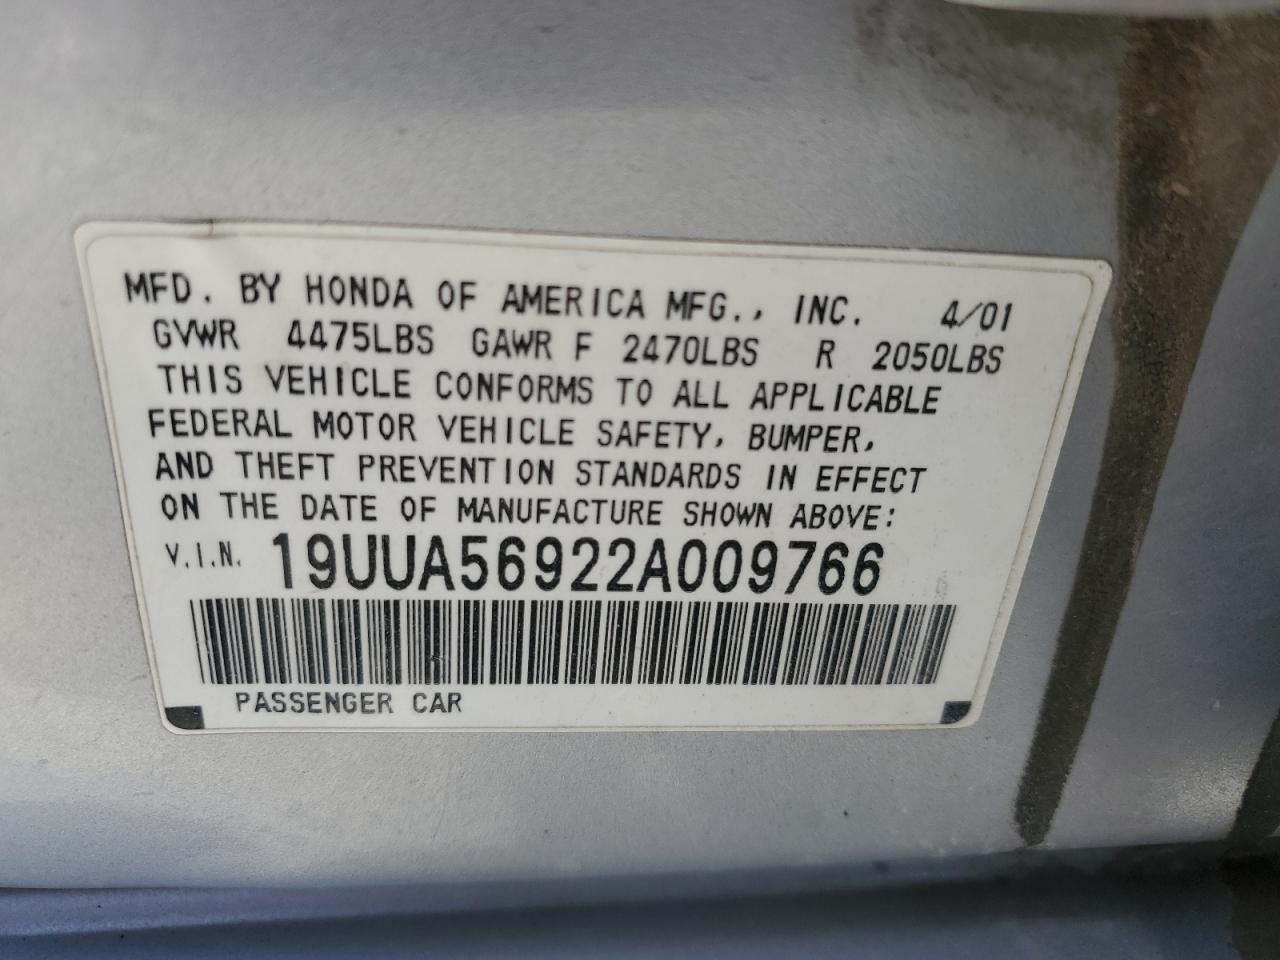 MFD. BY HONDA OF AMERICA MFG., INC. 4/01
GVWR 4475LBS GAWR F 2470LBS R 2050LBS
THIS VEHICLE CONFORMS TO ALL APPLICABLE
FEDERAL MOTOR VEHICLE SAFETY, BUMPER,
AND THEFT PREVENTION STANDARDS IN EFFECT
ON THE DATE OF MANUFACTURE SHOWN ABOVE:
V.I.N. 19UUA56922A009766
PASSENGER CAR